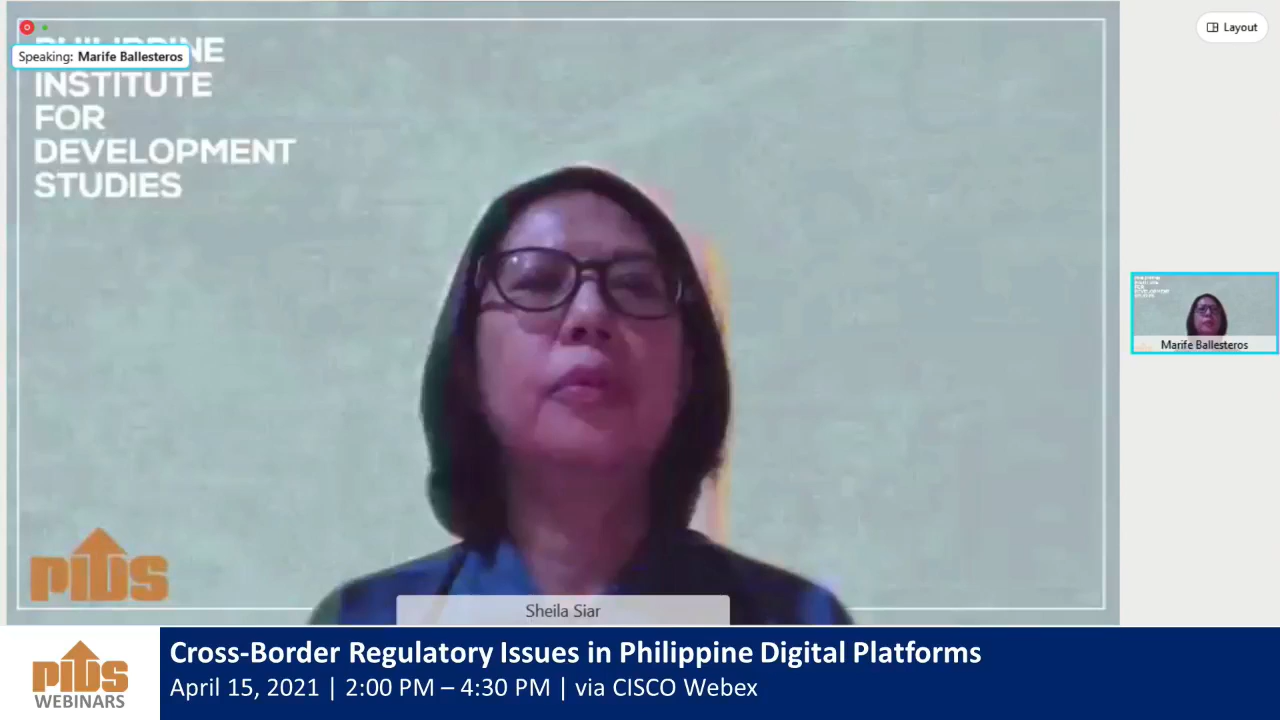 PHILIPPINE
Speaking: Marife Ballesteros
INSTITUTE
FOR
DEVELOPMENT
STUDIES
Layout
Marife Ballesteros
PIDS
Sheila Siar
PIDS
WEBINARS
Cross-Border Regulatory Issues in Philippine Digital Platforms
April 15, 2021 | 2:00 PM – 4:30 PM | via CISCO Webex